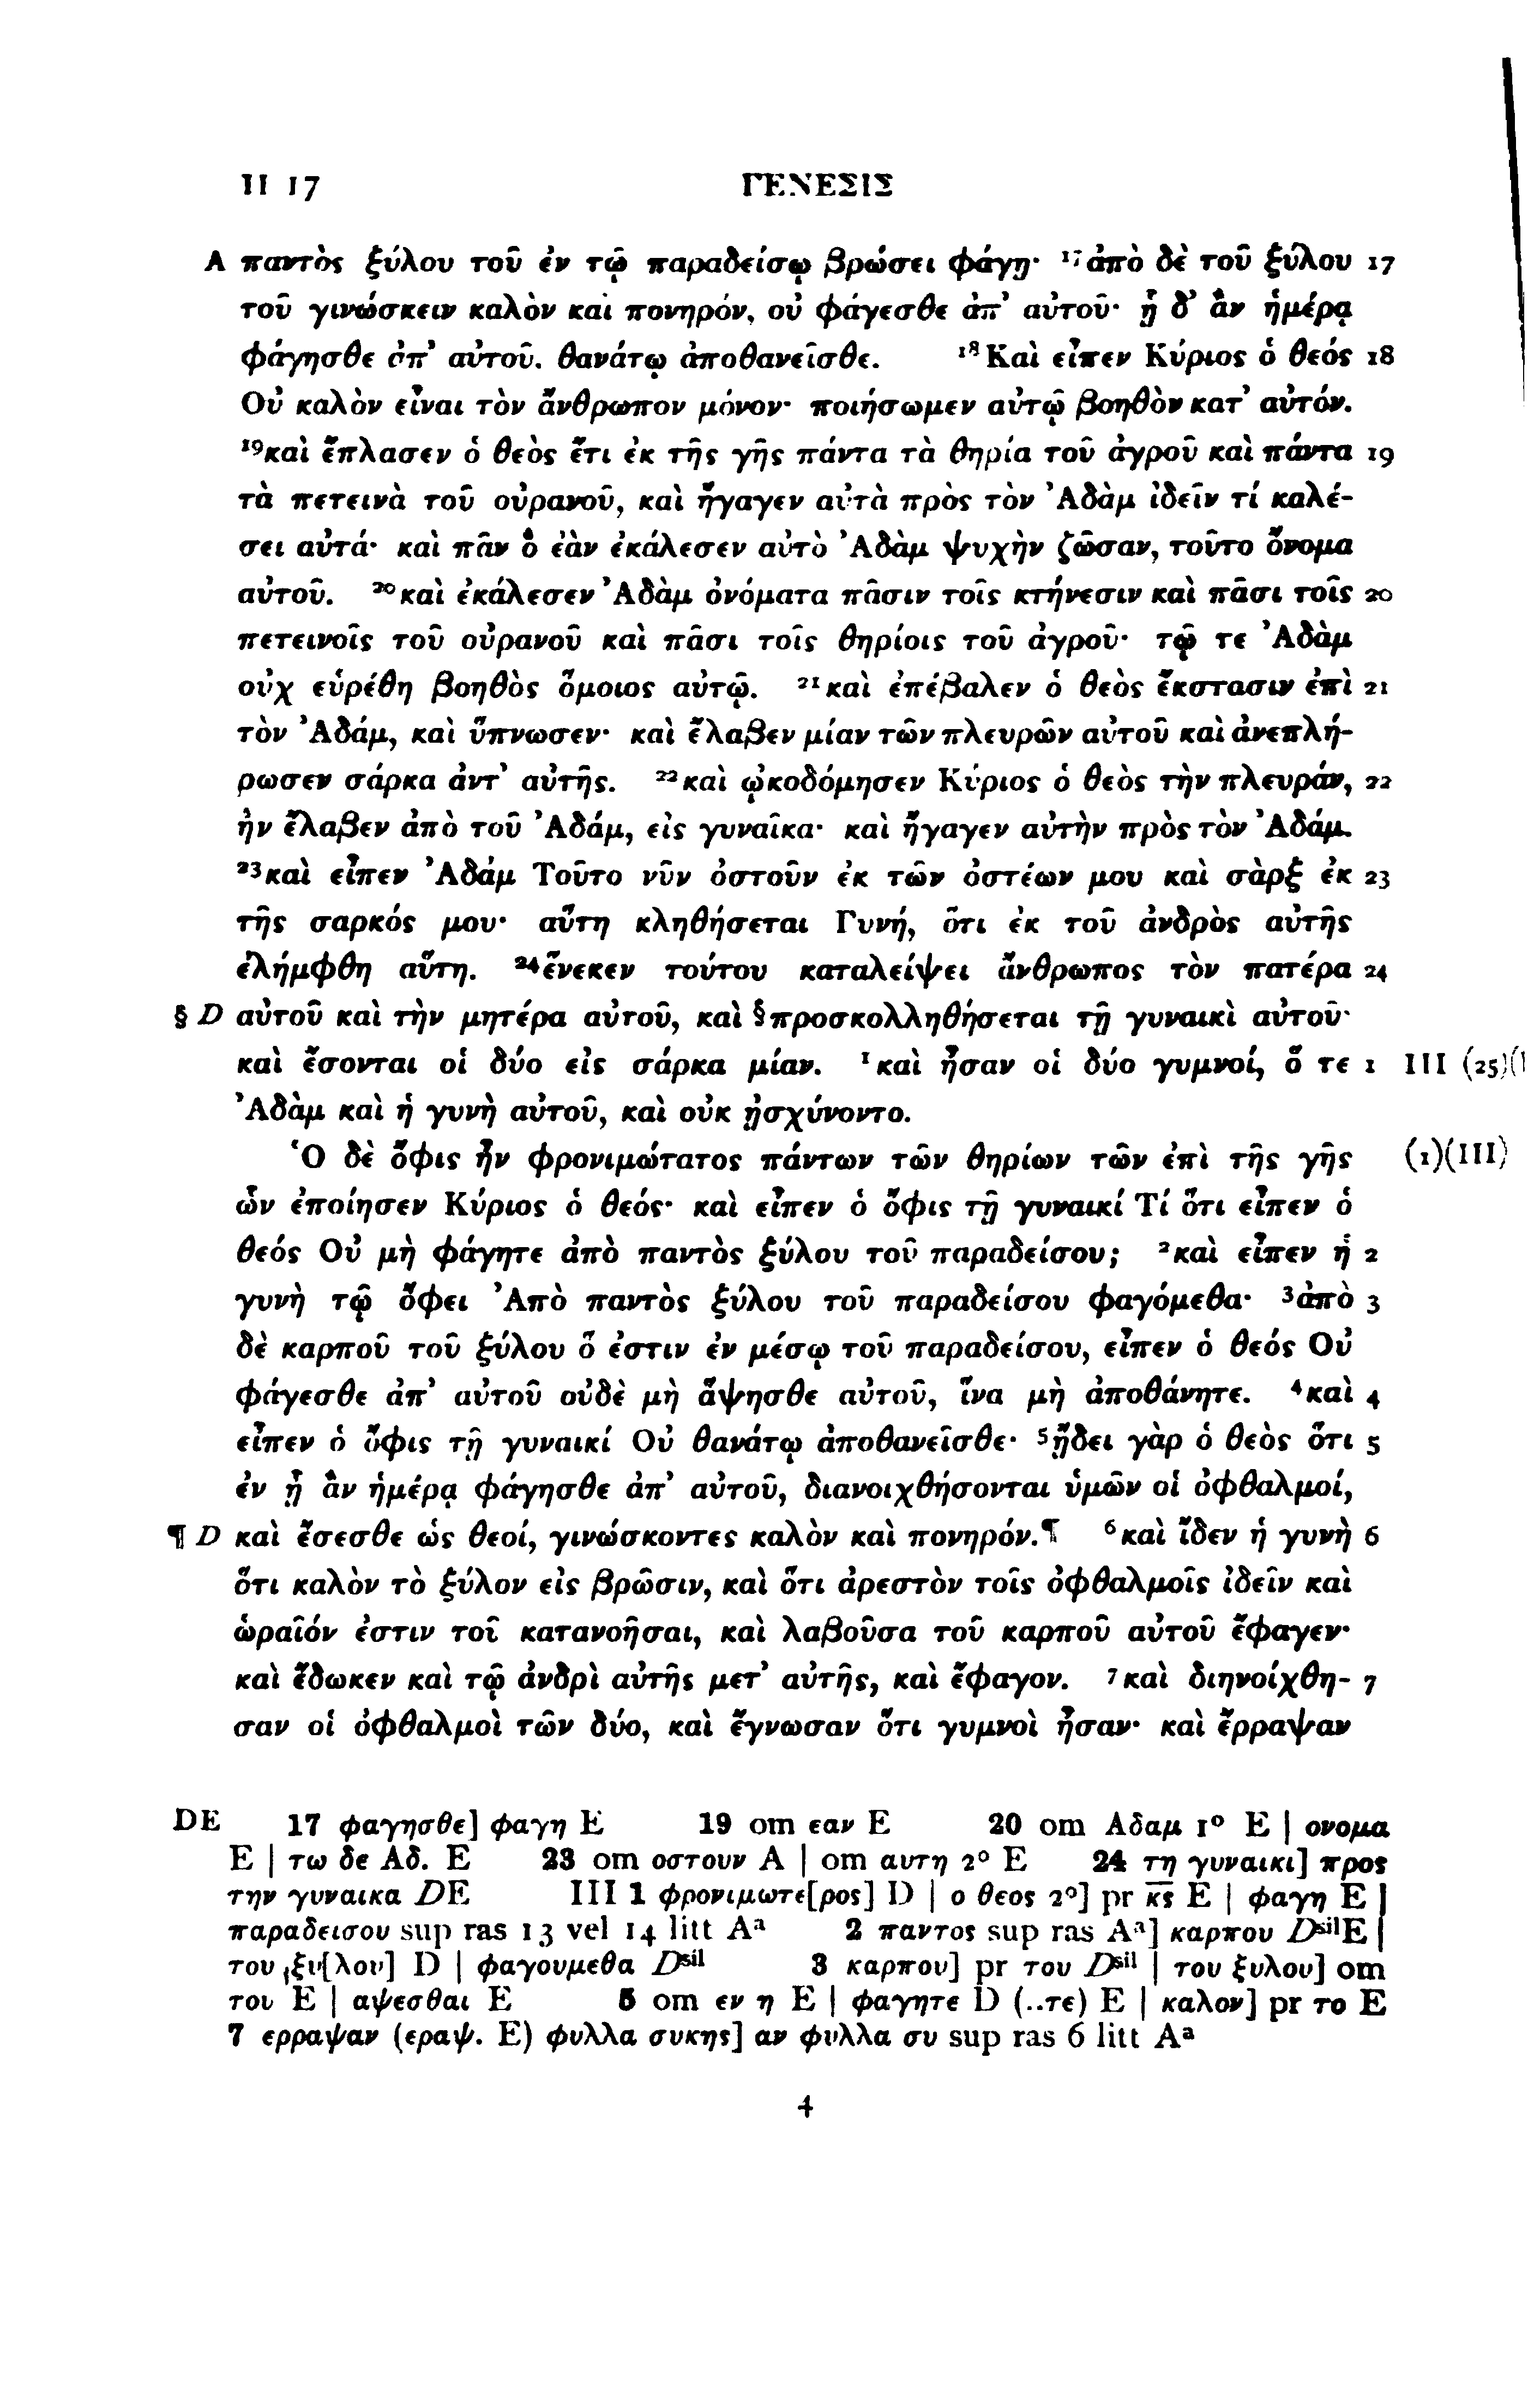 II 17 ΓΕΝΕΣΙΣ
A παντὸς ξύλου τοῦ ἐν τῷ παραδείσῳ βρώσει φάγῃ· ¹⁷ἀπὸ δὲ τοῦ ξύλου 17
τοῦ γινώσκειν καλὸν καὶ πονηρόν, οὐ φάγεσθε ἀπ’ αὐτοῦ· ᾗ δ’ ἂν ἡμέρᾳ
φάγησθε ἀπ’ αὐτοῦ, θανάτῳ ἀποθανεῖσθε. ¹⁸Καὶ εἶπεν Κύριος ὁ θεός 18
Οὐ καλὸν εἶναι τὸν ἄνθρωπον μόνον· ποιήσωμεν αὐτῷ βοηθὸν κατ’ αὐτόν.
¹⁹καὶ ἔπλασεν ὁ θεὸς ἔτι ἐκ τῆς γῆς πάντα τὰ θηρία τοῦ ἀγροῦ καὶ πάντα 19
τὰ πετεινὰ τοῦ οὐρανοῦ, καὶ ἤγαγεν αὐτὰ πρὸς τὸν Ἀδὰμ ἰδεῖν τί καλέ-
σει αὐτά· καὶ πᾶν ὃ ἐὰν ἐκάλεσεν αὐτὸ Ἀδὰμ ψυχὴν ζῶσαν, τοῦτο ὄνομα
αὐτοῦ. ²⁰καὶ ἐκάλεσεν Ἀδὰμ ὀνόματα πᾶσιν τοῖς κτήνεσιν καὶ πᾶσι τοῖς 20
πετεινοῖς τοῦ οὐρανοῦ καὶ πᾶσι τοῖς θηρίοις τοῦ ἀγροῦ· τῷ τε Ἀδὰμ
οὐχ εὑρέθη βοηθὸς ὅμοιος αὐτῷ. ²¹καὶ ἐπέβαλεν ὁ θεὸς ἔκστασιν ἐπὶ 21
τὸν Ἀδάμ, καὶ ὕπνωσεν· καὶ ἔλαβεν μίαν τῶν πλευρῶν αὐτοῦ καὶ ἀνεπλή-
ρωσεν σάρκα ἀντ’ αὐτῆς. ²²καὶ ᾠκοδόμησεν Κύριος ὁ θεὸς τὴν πλευράν, 22
ἣν ἔλαβεν ἀπὸ τοῦ Ἀδάμ, εἰς γυναῖκα· καὶ ἤγαγεν αὐτὴν πρὸς τὸν Ἀδάμ.
²³καὶ εἶπεν Ἀδάμ Τοῦτο νῦν ὀστοῦν ἐκ τῶν ὀστέων μου καὶ σὰρξ ἐκ 23
τῆς σαρκός μου· αὕτη κληθήσεται Γυνή, ὅτι ἐκ τοῦ ἀνδρὸς αὐτῆς
ἐλήμφθη αὕτη. ²⁴ἕνεκεν τούτου καταλείψει ἄνθρωπος τὸν πατέρα 24
§ D αὐτοῦ καὶ τὴν μητέρα αὐτοῦ, καὶ §προσκολληθήσεται τῇ γυναικὶ αὐτοῦ·
καὶ ἔσονται οἱ δύο εἰς σάρκα μίαν. ¹καὶ ἦσαν οἱ δύο γυμνοί, ὅ τε 1 III (25)(
Ἀδὰμ καὶ ἡ γυνὴ αὐτοῦ, καὶ οὐκ ᾐσχύνοντο.
Ὁ δὲ ὄφις ἦν φρονιμώτατος πάντων τῶν θηρίων τῶν ἐπὶ τῆς γῆς (1)(III)
ὧν ἐποίησεν Κύριος ὁ θεός· καὶ εἶπεν ὁ ὄφις τῇ γυναικί Τί ὅτι εἶπεν ὁ
θεός Οὐ μὴ φάγητε ἀπὸ παντὸς ξύλου τοῦ παραδείσου; ²καὶ εἶπεν ἡ 2
γυνὴ τῷ ὄφει Ἀπὸ παντὸς ξύλου τοῦ παραδείσου φαγόμεθα· ³ἀπὸ 3
δὲ καρποῦ τοῦ ξύλου ὅ ἐστιν ἐν μέσῳ τοῦ παραδείσου, εἶπεν ὁ θεός Οὐ
φάγεσθε ἀπ’ αὐτοῦ οὐδὲ μὴ ἅψησθε αὐτοῦ, ἵνα μὴ ἀποθάνητε. ⁴καὶ 4
εἶπεν ὁ ὄφις τῇ γυναικί Οὐ θανάτῳ ἀποθανεῖσθε· ⁵ᾔδει γὰρ ὁ θεὸς ὅτι 5
ἐν ᾗ ἂν ἡμέρᾳ φάγησθε ἀπ’ αὐτοῦ, διανοιχθήσονται ὑμῶν οἱ ὀφθαλμοί,
¶ D καὶ ἔσεσθε ὡς θεοί, γινώσκοντες καλὸν καὶ πονηρόν.¶ ⁶καὶ ἴδεν ἡ γυνὴ 6
ὅτι καλὸν τὸ ξύλον εἰς βρῶσιν, καὶ ὅτι ἀρεστὸν τοῖς ὀφθαλμοῖς ἰδεῖν καὶ
ὡραῖόν ἐστιν τοῦ κατανοῆσαι, καὶ λαβοῦσα τοῦ καρποῦ αὐτοῦ ἔφαγεν·
καὶ ἔδωκεν καὶ τῷ ἀνδρὶ αὐτῆς μετ’ αὐτῆς, καὶ ἔφαγον. ⁷καὶ διηνοίχθη- 7
σαν οἱ ὀφθαλμοὶ τῶν δύο, καὶ ἔγνωσαν ὅτι γυμνοὶ ἦσαν· καὶ ἔρραψαν
DE 17 φαγησθε] φαγη E 19 om εαν E 20 om Αδαμ 1° E | ονομα
E | τω δε Αδ. E 23 om οστουν A | om αυτη 2° E 24 τη γυναικι] προς
την γυναικα DE III 1 φρονιμωτε[ρος] D | ο θεος 2°] pr κ̅ς̅ E | φαγη E |
παραδεισου sup ras 13 vel 14 litt Aᵃ 2 παντος sup ras Aᵃ] καρπου DˢⁱˡE |
του ξυ[λου] D | φαγουμεθα Dˢⁱˡ 3 καρπου] pr του Dˢⁱˡ | του ξυλου] om
του E | αψεσθαι E 5 om εν η E | φαγητε D (..τε) E | καλον] pr το E
7 ερραψαν (εραψ. E) φυλλα συκης] αν φυλλα συ sup ras 6 litt Aᵃ
4